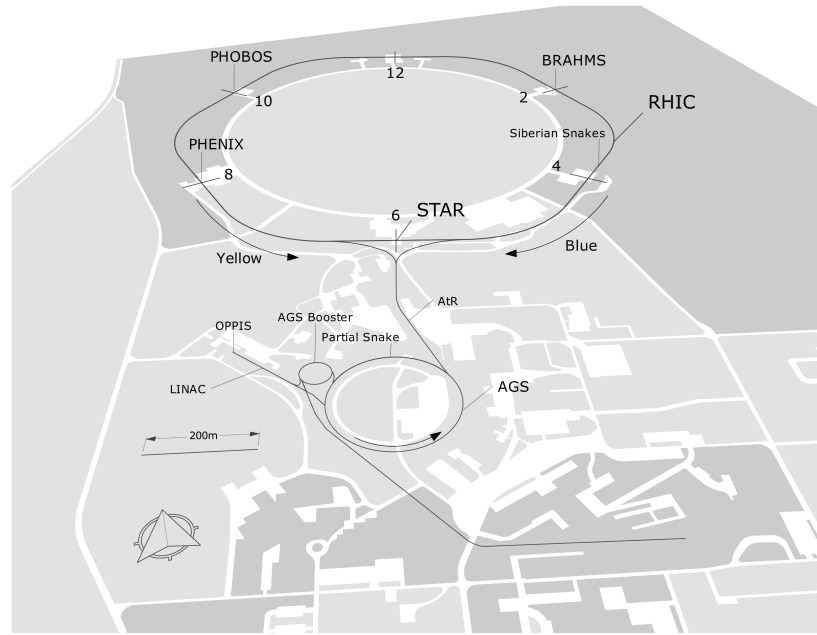 PHOBOS
12
BRAHMS
10
2
RHIC
Siberian Snakes
PHENIX
8
4
6
STAR
Yellow
Blue
AtR
AGS Booster
OPPIS
Partial Snake
LINAC
AGS
200m